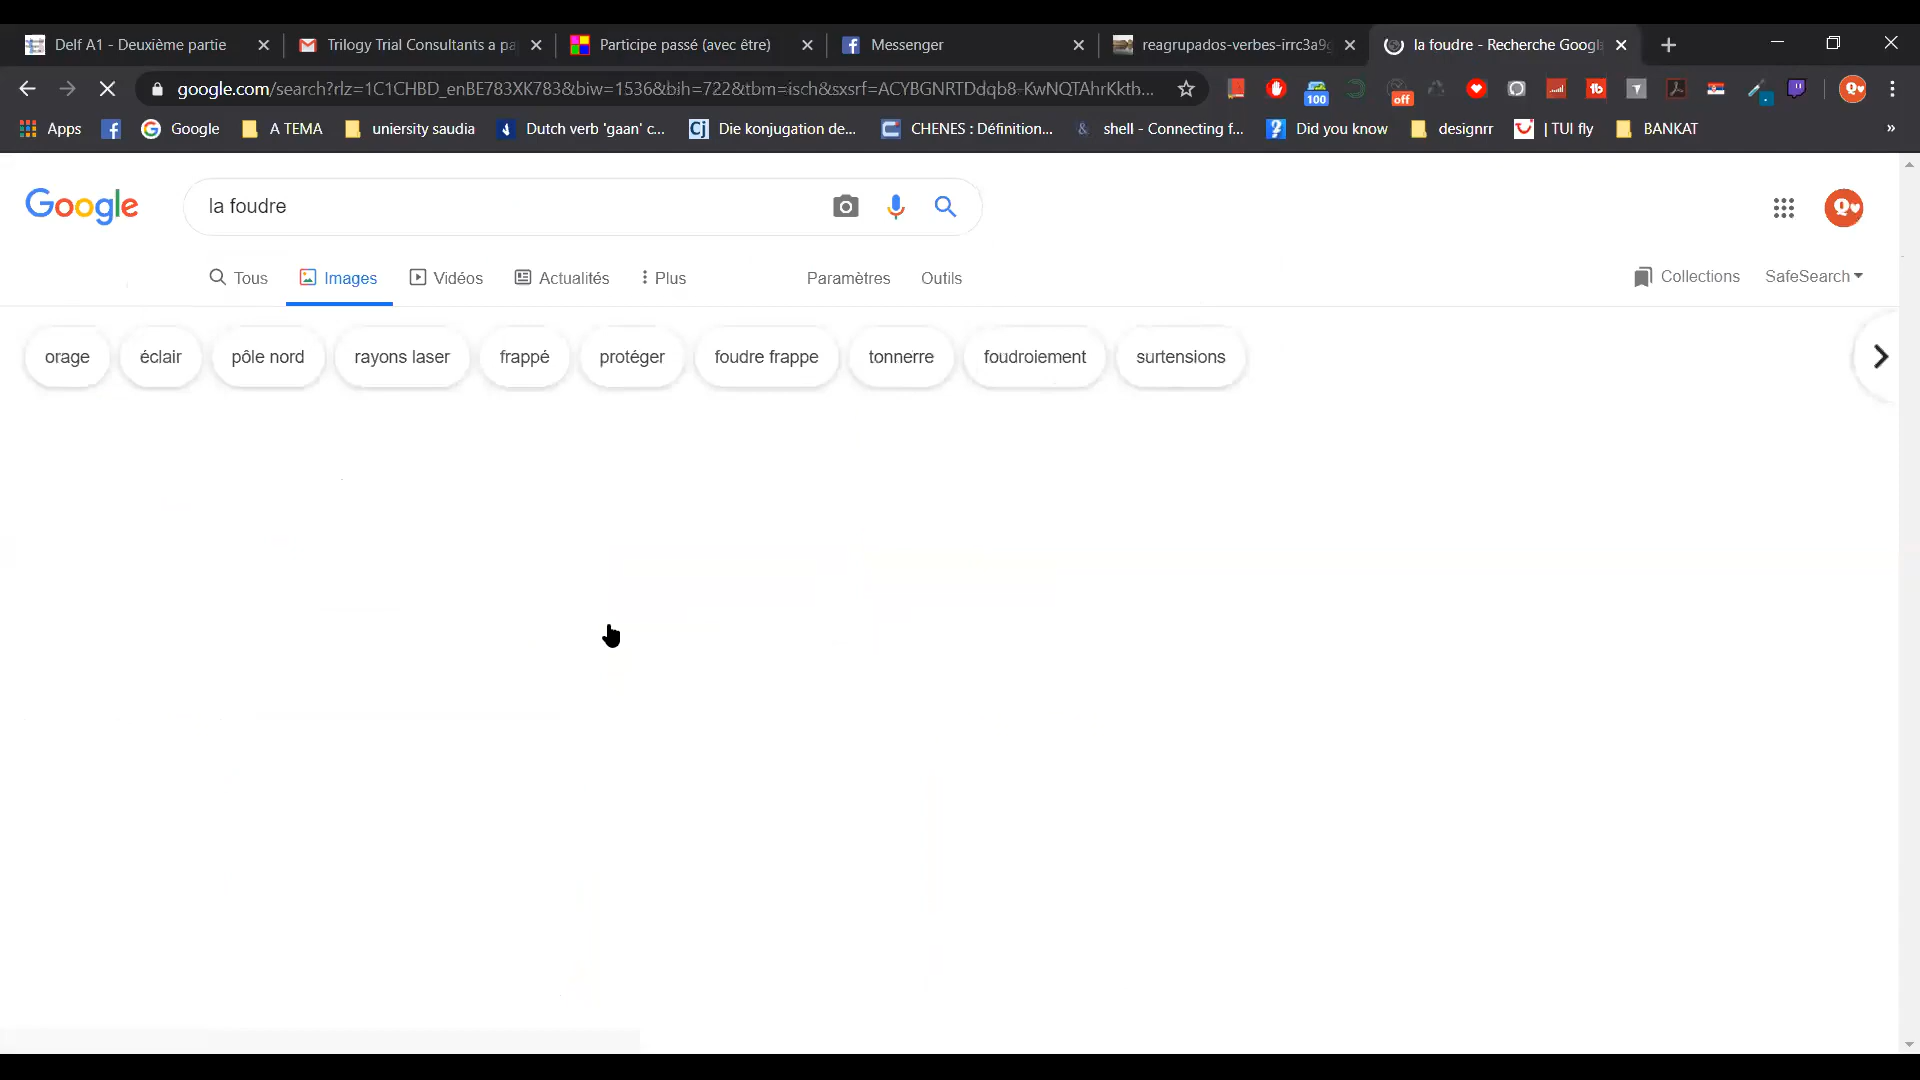 Delf A1 - Deuxième partie
Trilogy Trial Consultants a pa
Participe passé (avec être)
Messenger
reagrupados-verbes-irrc3a9g
la foudre - Recherche Googl
google.com/search?rlz=1C1CHBD_enBE783XK783&biw=1536&bih=722&tbm=isch&sxsrf=ACYBGNRTDdqb8-KwNQTAhrKkth...
100
off
Apps
Google
A TEMA
uniersity saudia
Dutch verb 'gaan' c...
Cj
Die konjugation de...
CHENES : Définition...
shell - Connecting f...
Did you know
designrr
| TUI fly
BANKAT
»
Google
la foudre
Tous
Images
Vidéos
Actualités
Plus
Paramètres
Outils
Collections
SafeSearch
orage
éclair
pôle nord
rayons laser
frappé
protéger
foudre frappe
tonnerre
foudroiement
surtensions